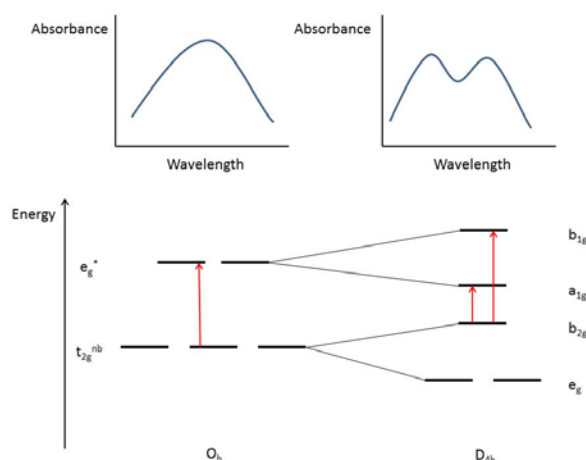 Absorbance
Absorbance
Wavelength
Wavelength
Energy
b₁g
eg*
a₁g
b₂g
t₂gⁿᵇ
eg
Oh
D₄h